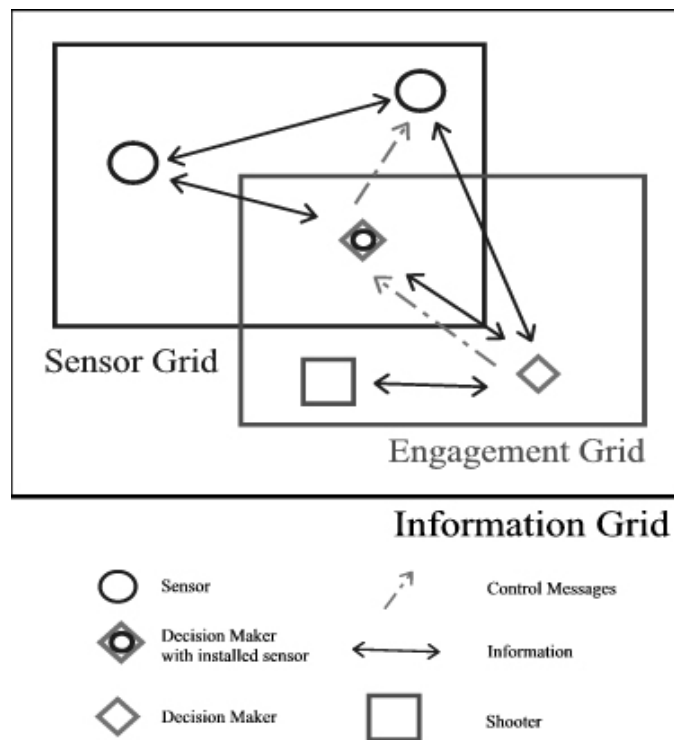 Sensor Grid
Engagement Grid
Information Grid
Sensor
Control Messages
Decision Maker
with installed sensor
Information
Decision Maker
Shooter